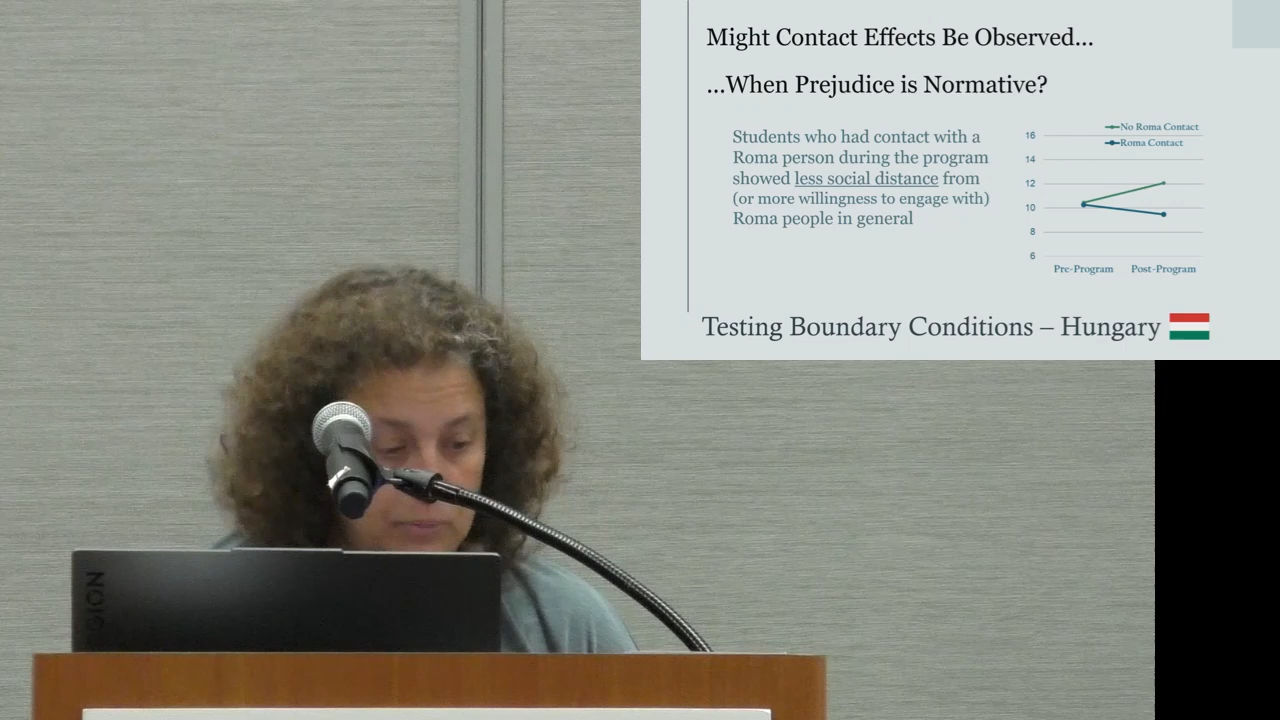 Might Contact Effects Be Observed...
...When Prejudice is Normative?
Students who had contact with a
Roma person during the program
showed less social distance from
(or more willingness to engage with)
Roma people in general
No Roma Contact
Roma Contact
16
14
12
10
8
6
Pre-Program Post-Program
Testing Boundary Conditions – Hungary
GION